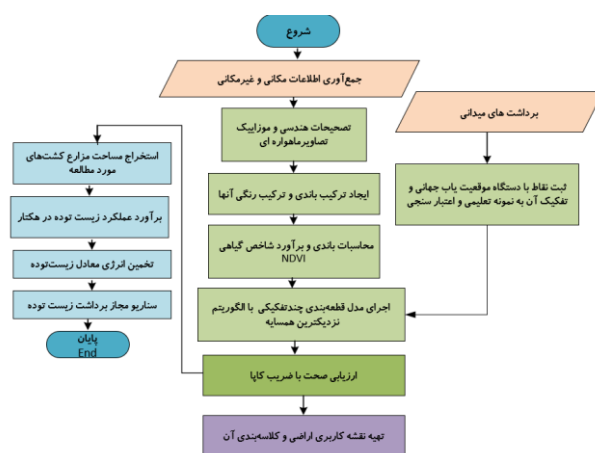 شروع
جمع‌آوری اطلاعات مکانی و غیرمکانی
برداشت های میدانی
تصحیحات هندسی و موزاییک
تصاویرماهواره ای
ایجاد ترکیب باندی و ترکیب رنگی آنها
ثبت نقاط با دستگاه موقعیت یاب جهانی و
تفکیک آن به نمونه تعلیمی و اعتبار سنجی
محاسبات باندی و برآورد شاخص گیاهی
NDVI
اجرای مدل قطعه‌بندی چندتفکیکی با الگوریتم
نزدیکترین همسایه
ارزیابی صحت با ضریب کاپا
تهیه نقشه کاربری اراضی و کلاسه‌بندی آن
استخراج مساحت مزارع کشت‌های
مورد مطالعه
برآورد عملکرد زیست توده در هکتار
تخمین انرژی معادل زیست‌توده
سناریو مجاز برداشت زیست توده
پایان
End